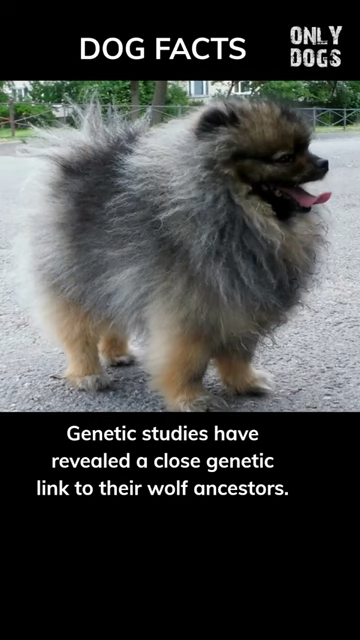 DOG FACTS
ONLY
DOGS
Genetic studies have
revealed a close genetic
link to their wolf ancestors.